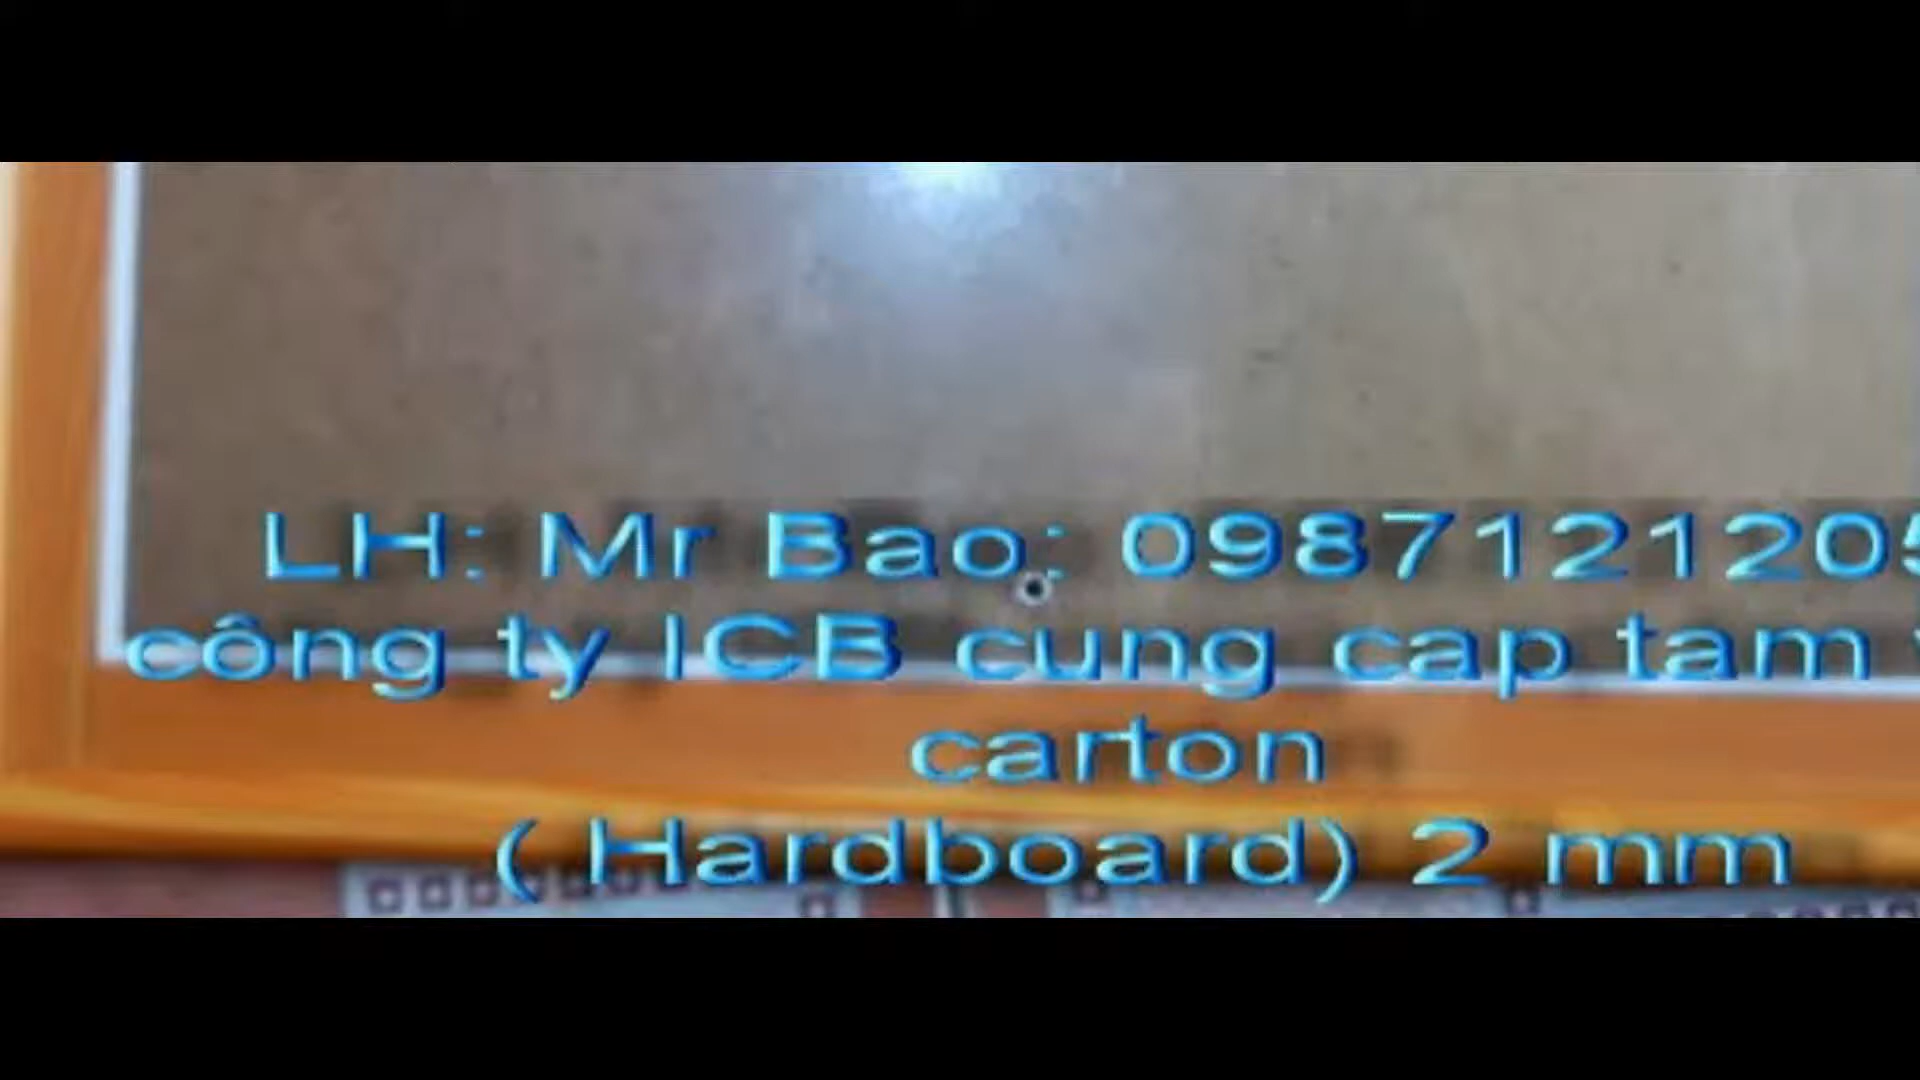 LH: Mr Bao: 0987121205
công ty ICB cung cap tam
carton
( Hardboard) 2 mm